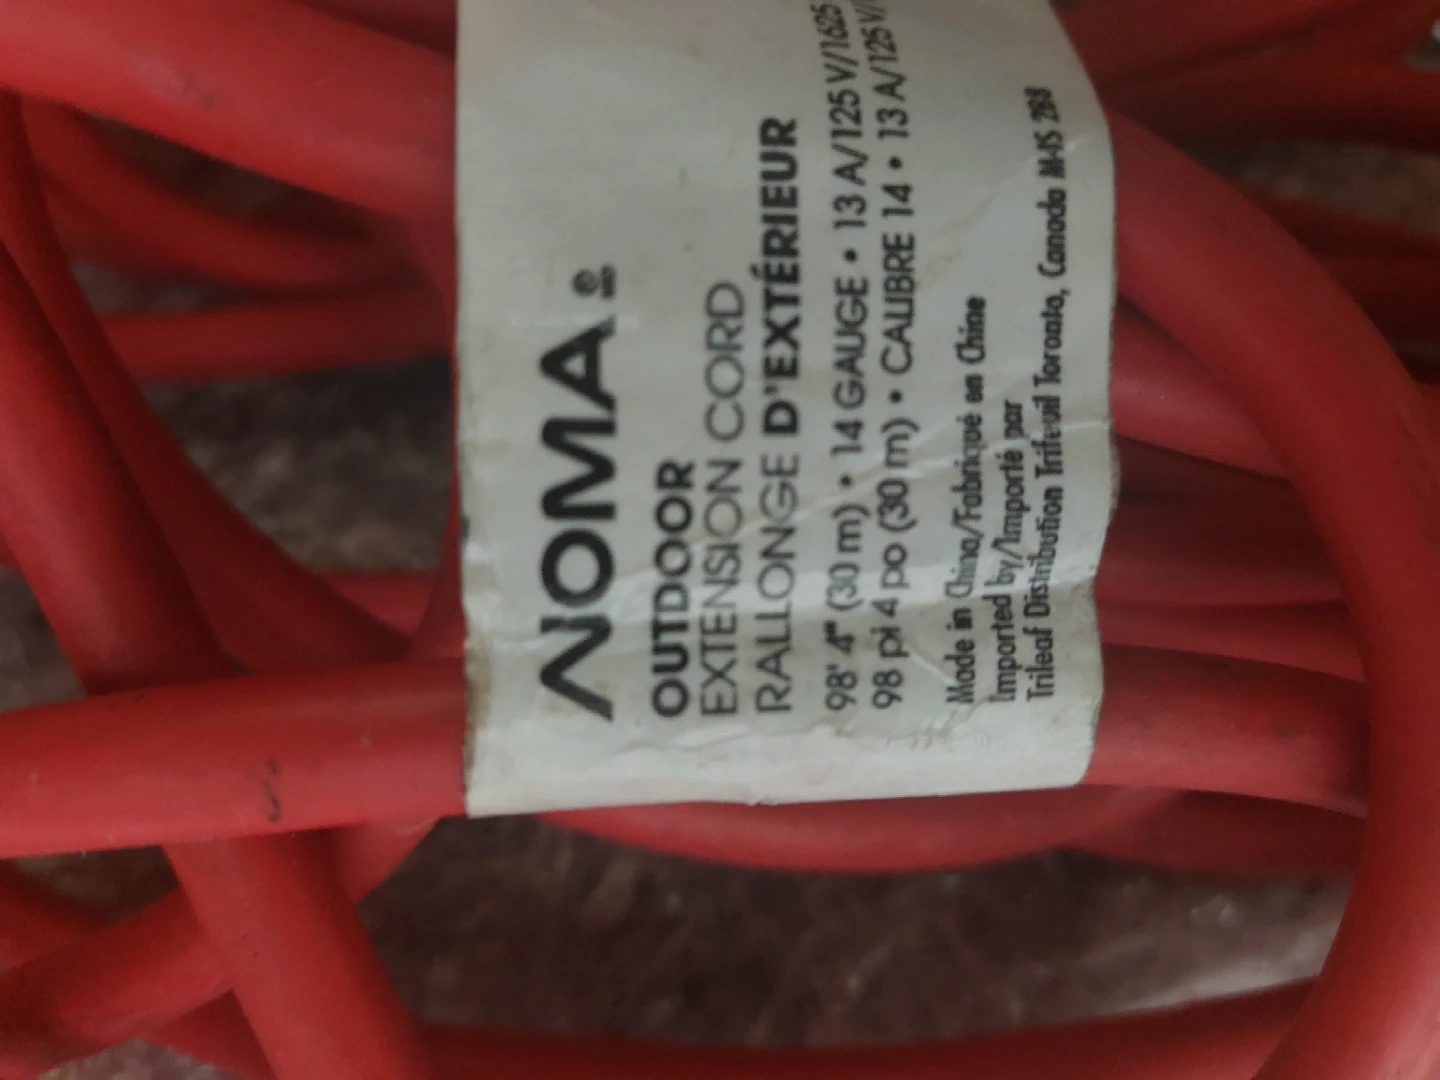 NOMA
OUTDOOR
EXTENSION CORD
RALLONGE D'EXTÉRIEUR
98' 4" (30 m) • 14 GAUGE • 13 A/125 V/1625
98 pi 4 po (30 m) • CALIBRE 14 • 13 A/125 V/
Made in China/Fabriqué en Chine
Imported by/Importé par
Trileaf Distribution Trifeuil Toronto, Canada M4S 2B8